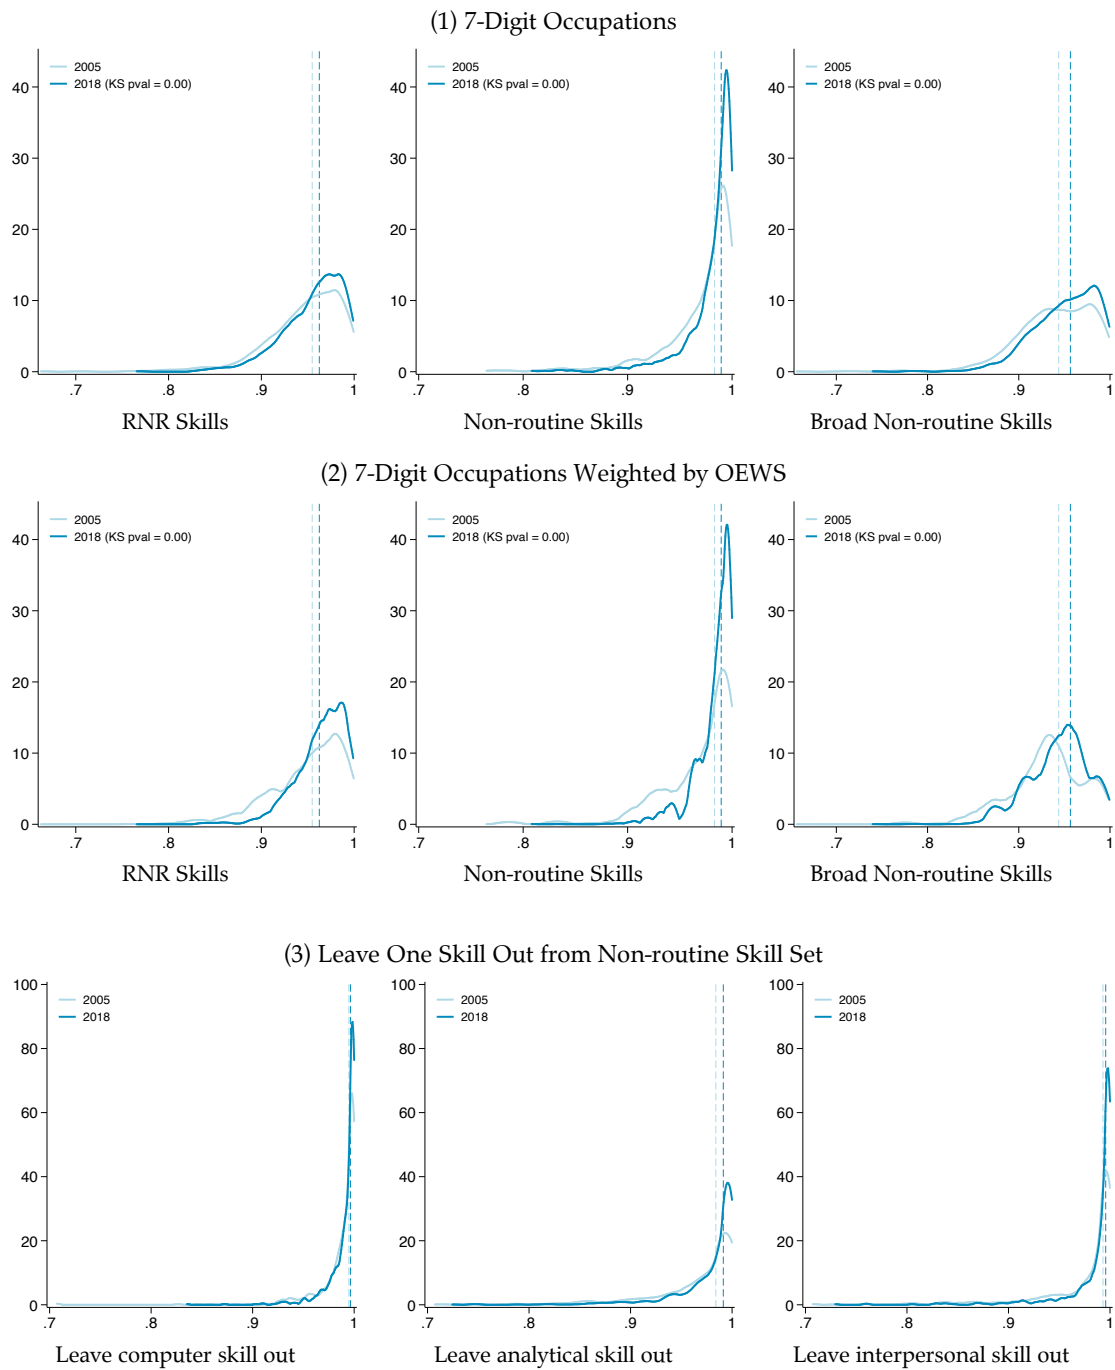 (1) 7-Digit Occupations
2005
2018 (KS pval = 0.00)
40
30
20
10
0
.7 .8 .9 1
RNR Skills
2005
2018 (KS pval = 0.00)
40
30
20
10
0
.7 .8 .9 1
Non-routine Skills
2005
2018 (KS pval = 0.00)
40
30
20
10
0
.7 .8 .9 1
Broad Non-routine Skills
(2) 7-Digit Occupations Weighted by OEWS
2005
2018 (KS pval = 0.00)
40
30
20
10
0
.7 .8 .9 1
RNR Skills
2005
2018 (KS pval = 0.00)
40
30
20
10
0
.7 .8 .9 1
Non-routine Skills
2005
2018 (KS pval = 0.00)
40
30
20
10
0
.7 .8 .9 1
Broad Non-routine Skills
(3) Leave One Skill Out from Non-routine Skill Set
100
2005
2018
80
60
40
20
0
.7 .8 .9 1
Leave computer skill out
100
2005
2018
80
60
40
20
0
.7 .8 .9 1
Leave analytical skill out
100
2005
2018
80
60
40
20
0
.7 .8 .9 1
Leave interpersonal skill out